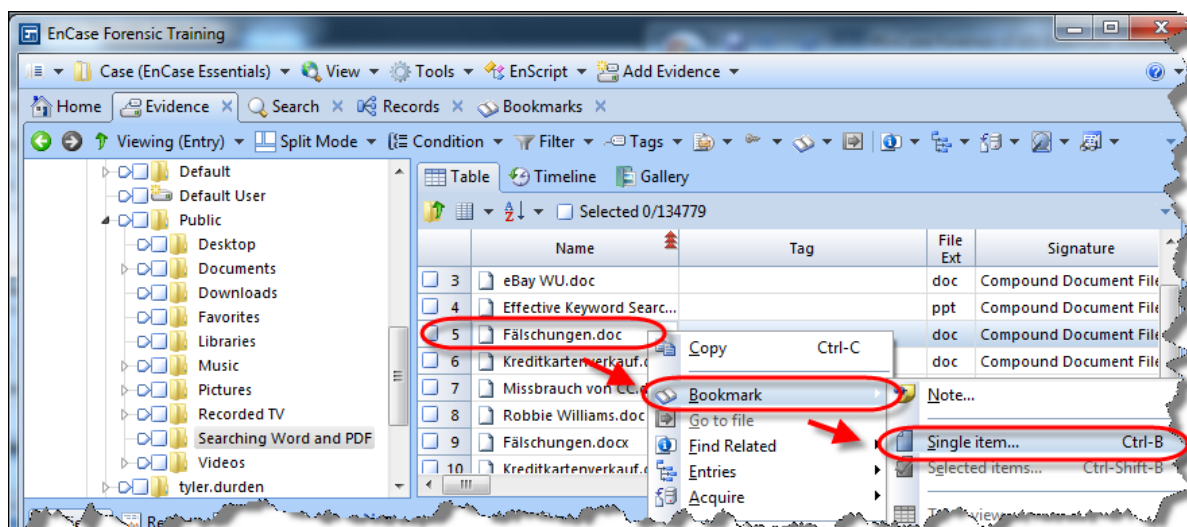 EnCase Forensic Training
Case (EnCase Essentials) View Tools EnScript Add Evidence
Home Evidence Search Records Bookmarks
Viewing (Entry) Split Mode Condition Filter Tags
Default
Default User
Public
Desktop
Documents
Downloads
Favorites
Libraries
Music
Pictures
Recorded TV
Searching Word and PDF
Videos
tyler.durden
Table Timeline Gallery
Selected 0/134779
Name Tag File Ext Signature
3 eBay WU.doc doc Compound Document File
4 Effective Keyword Searc... ppt Compound Document File
5 Fälschungen.doc doc Compound Document File
6 Kreditkartenverkauf. doc Compound Document File
7 Missbrauch von CC.
8 Robbie Williams.doc
9 Fälschungen.docx
10 Kreditkartenverkauf.
Copy Ctrl-C
Bookmark
Go to file
Find Related
Entries
Acquire
Note...
Single item... Ctrl-B
Selected items... Ctrl-Shift-B